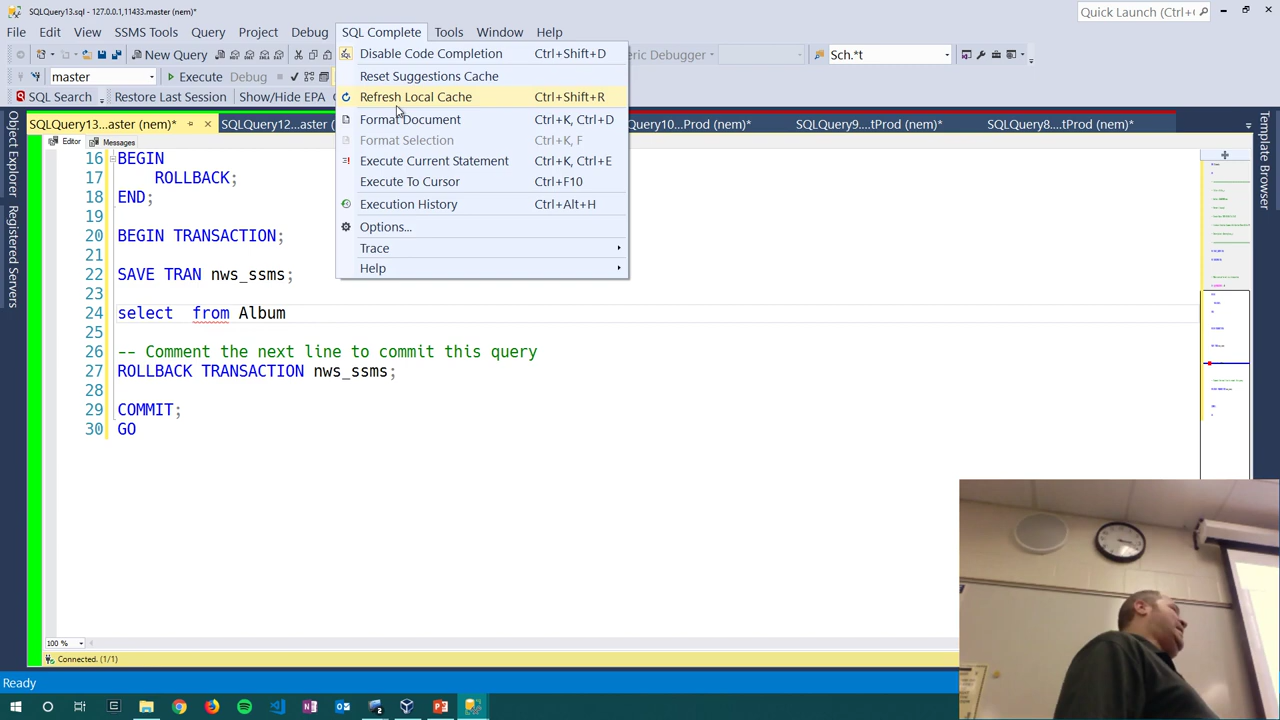 SQLQuery13.sql - 127.0.0.1,11433.master (nem)*
Quick Launch (Ctrl+
File Edit View SSMS Tools Query Project Debug SQL Complete Tools Window Help
New Query
eric Debugger
Sch.*t
master
Execute Debug
SQL Search Restore Last Session Show/Hide EPA
Disable Code Completion Ctrl+Shift+D
Reset Suggestions Cache
Refresh Local Cache Ctrl+Shift+R
Format Document Ctrl+K, Ctrl+D
Format Selection Ctrl+K, F
Execute Current Statement Ctrl+K, Ctrl+E
Execute To Cursor Ctrl+F10
Execution History Ctrl+Alt+H
Options...
Trace
Help
SQLQuery13...aster (nem)* SQLQuery12...aster ( Query10...Prod (nem)* SQLQuery9....tProd (nem)* SQLQuery8....tProd (nem)*
Editor Messages
Object Explorer
Registered Servers
Template Browser
16 BEGIN
17 ROLLBACK;
18 END;
19
20 BEGIN TRANSACTION;
21
22 SAVE TRAN nws_ssms;
23
24 select  from Album
25
26 -- Comment the next line to commit this query
27 ROLLBACK TRANSACTION nws_ssms;
28
29 COMMIT;
30 GO
100 %
Connected. (1/1)
Ready